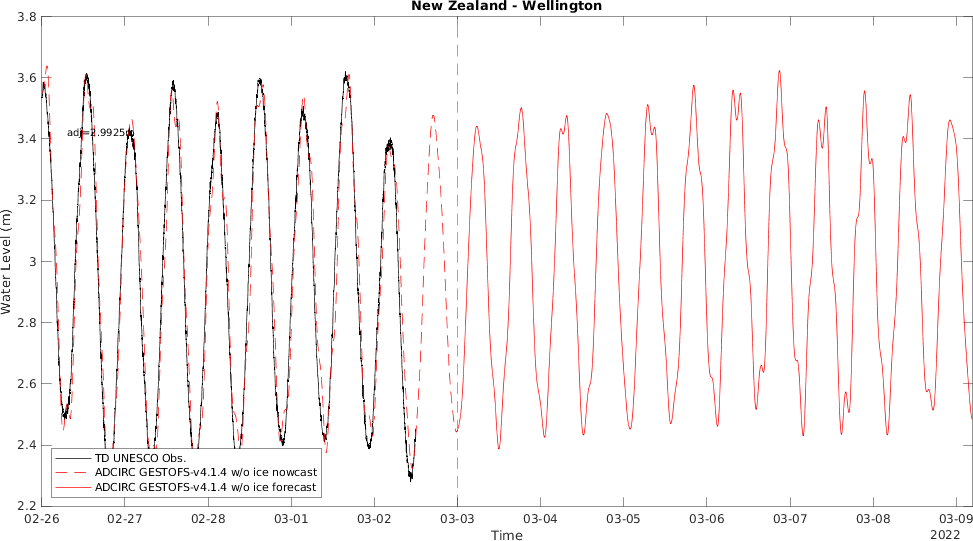 New Zealand - Wellington
3.8
3.6
3.4
3.2
3
2.8
2.6
2.4
2.2
Water Level (m)
adj=2.9925m
TD UNESCO Obs.
ADCIRC GESTOFS-v4.1.4 w/o ice nowcast
ADCIRC GESTOFS-v4.1.4 w/o ice forecast
02-26 02-27 02-28 03-01 03-02 03-03 03-04 03-05 03-06 03-07 03-08 03-09
Time
2022